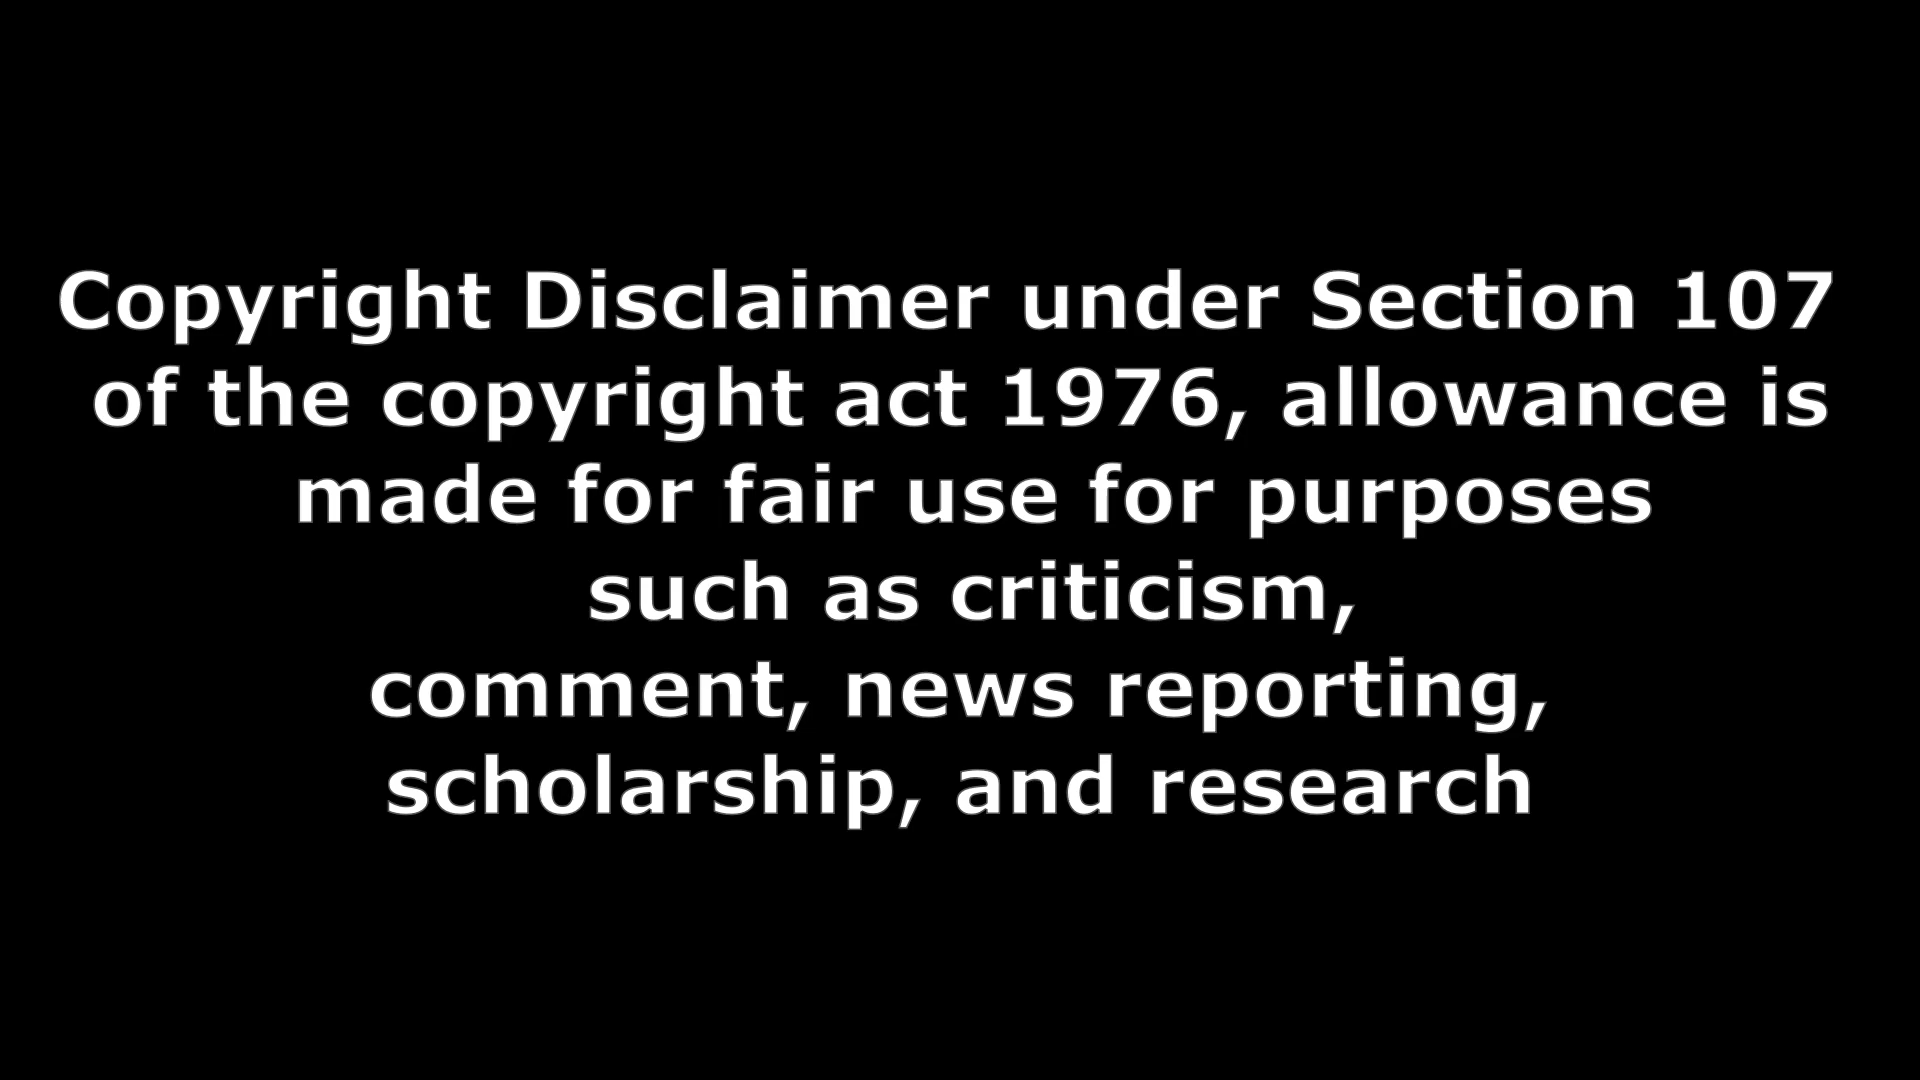 Copyright Disclaimer under Section 107
of the copyright act 1976, allowance is
made for fair use for purposes
such as criticism,
comment, news reporting,
scholarship, and research